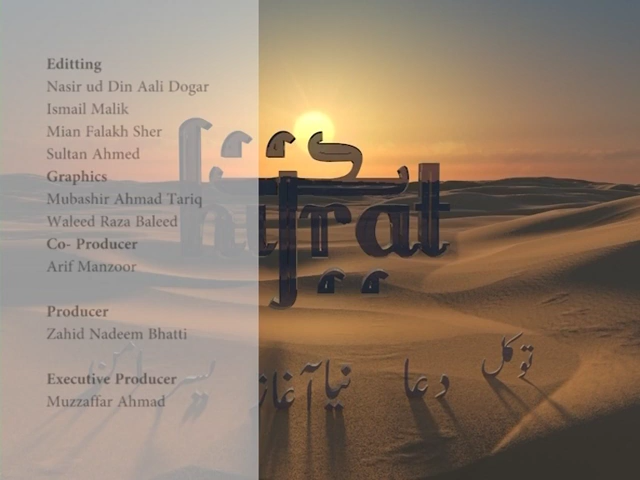 Editting
Nasir ud Din Aali Dogar
Ismail Malik
Mian Falakh Sher
Sultan Ahmed
Graphics
Mubashir Ahmad Tariq
Waleed Raza Baleed
Co- Producer
Arif Manzoor
Producer
Zahid Nadeem Bhatti
Executive Producer
Muzzaffar Ahmad
hijrat
توکل
دعا
نیا آغاز